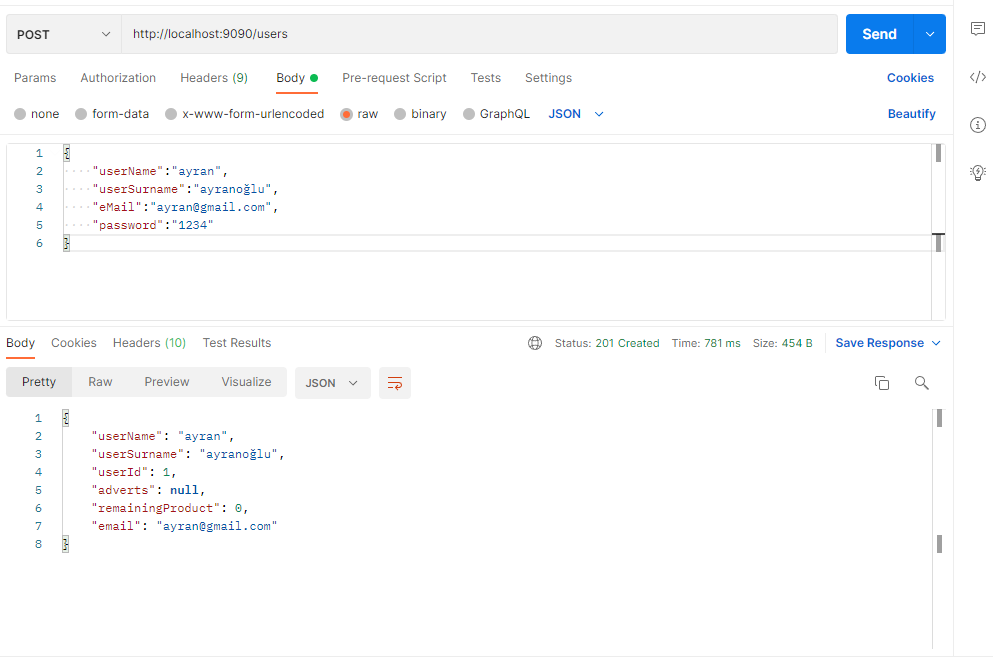 POST http://localhost:9090/users Send
Params Authorization Headers (9) Body Pre-request Script Tests Settings Cookies
none form-data x-www-form-urlencoded raw binary GraphQL JSON Beautify
1 {
2 ····"userName":"ayran",
3 ····"userSurname":"ayranoğlu",
4 ····"eMail":"ayran@gmail.com",
5 ····"password":"1234"
6 }
Body Cookies Headers (10) Test Results Status: 201 Created Time: 781 ms Size: 454 B Save Response
Pretty Raw Preview Visualize JSON
1 {
2 "userName": "ayran",
3 "userSurname": "ayranoğlu",
4 "userId": 1,
5 "adverts": null,
6 "remainingProduct": 0,
7 "email": "ayran@gmail.com"
8 }